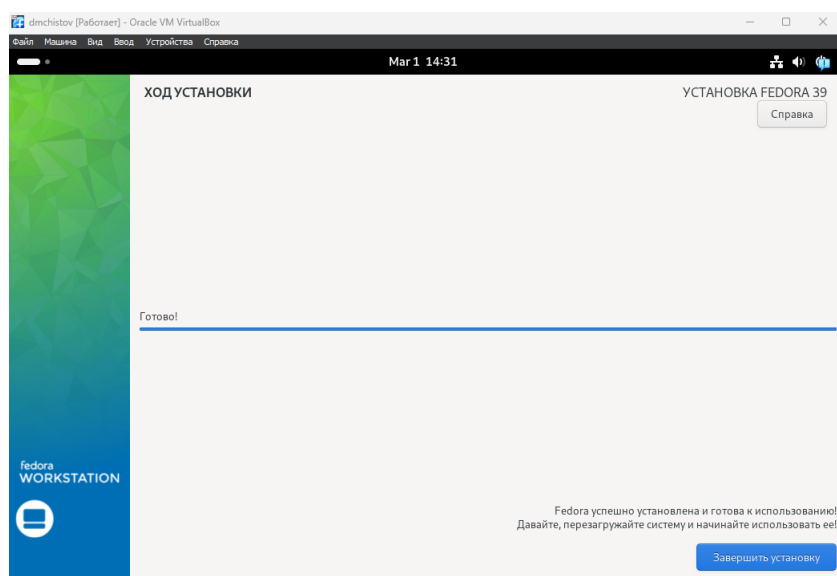 dmchistov [Работает] - Oracle VM VirtualBox
Файл Машина Вид Ввод Устройства Справка
Mar 1 14:31
ХОД УСТАНОВКИ
УСТАНОВКА FEDORA 39
Справка
Готово!
fedora
WORKSTATION
Fedora успешно установлена и готова к использованию!
Давайте, перезагружайте систему и начинайте использовать ее!
Завершить установку